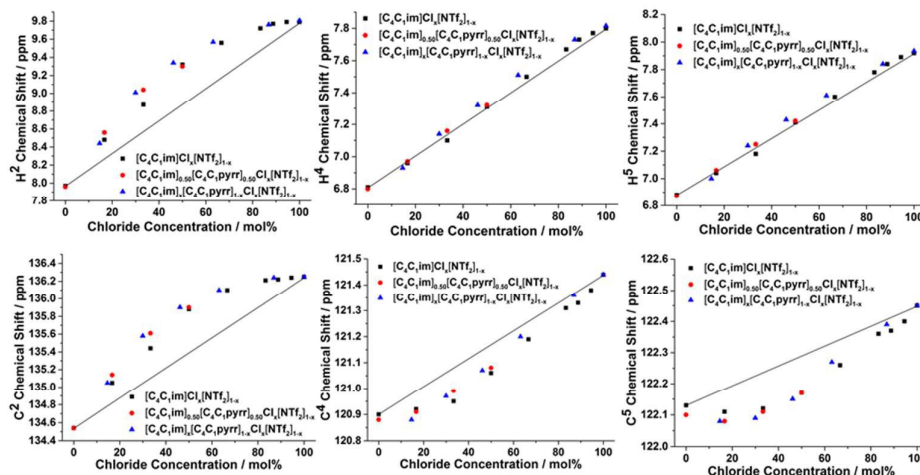 H² Chemical Shift / ppm
9.8
9.6
9.4
9.2
9.0
8.8
8.6
8.4
8.2
8.0
7.8
[C₄C₁im]Clₓ[NTf₂]₁₋ₓ
[C₄C₁im]₀.₅₀[C₄C₁pyrr]₀.₅₀Clₓ[NTf₂]₁₋ₓ
[C₄C₁im]ₓ[C₄C₁pyrr]₁₋ₓClₓ[NTf₂]₁₋ₓ
0 20 40 60 80 100
Chloride Concentration / mol%
H⁴ Chemical Shift / ppm
8.0
7.8
7.6
7.4
7.2
7.0
6.8
6.6
[C₄C₁im]Clₓ[NTf₂]₁₋ₓ
[C₄C₁im]₀.₅₀[C₄C₁pyrr]₀.₅₀Clₓ[NTf₂]₁₋ₓ
[C₄C₁im]ₓ[C₄C₁pyrr]₁₋ₓClₓ[NTf₂]₁₋ₓ
0 20 40 60 80 100
Chloride Concentration / mol%
H⁵ Chemical Shift / ppm
8.2
8.0
7.8
7.6
7.4
7.2
7.0
6.8
[C₄C₁im]Clₓ[NTf₂]₁₋ₓ
[C₄C₁im]₀.₅₀[C₄C₁pyrr]₀.₅₀Clₓ[NTf₂]₁₋ₓ
[C₄C₁im]ₓ[C₄C₁pyrr]₁₋ₓClₓ[NTf₂]₁₋ₓ
0 20 40 60 80 100
Chloride Concentration / mol%
C² Chemical Shift / ppm
136.4
136.2
136.0
135.8
135.6
135.4
135.2
135.0
134.8
134.6
134.4
[C₄C₁im]Clₓ[NTf₂]₁₋ₓ
[C₄C₁im]₀.₅₀[C₄C₁pyrr]₀.₅₀Clₓ[NTf₂]₁₋ₓ
[C₄C₁im]ₓ[C₄C₁pyrr]₁₋ₓClₓ[NTf₂]₁₋ₓ
0 20 40 60 80 100
Chloride Concentration / mol%
C⁴ Chemical Shift / ppm
121.5
121.4
121.3
121.2
121.1
121.0
120.9
120.8
[C₄C₁im]Clₓ[NTf₂]₁₋ₓ
[C₄C₁im]₀.₅₀[C₄C₁pyrr]₀.₅₀Clₓ[NTf₂]₁₋ₓ
[C₄C₁im]ₓ[C₄C₁pyrr]₁₋ₓClₓ[NTf₂]₁₋ₓ
0 20 40 60 80 100
Chloride Concentration / mol%
C⁵ Chemical Shift / ppm
122.6
122.5
122.4
122.3
122.2
122.1
122.0
[C₄C₁im]Clₓ[NTf₂]₁₋ₓ
[C₄C₁im]₀.₅₀[C₄C₁pyrr]₀.₅₀Clₓ[NTf₂]₁₋ₓ
[C₄C₁im]ₓ[C₄C₁pyrr]₁₋ₓClₓ[NTf₂]₁₋ₓ
0 20 40 60 80 100
Chloride Concentration / mol%